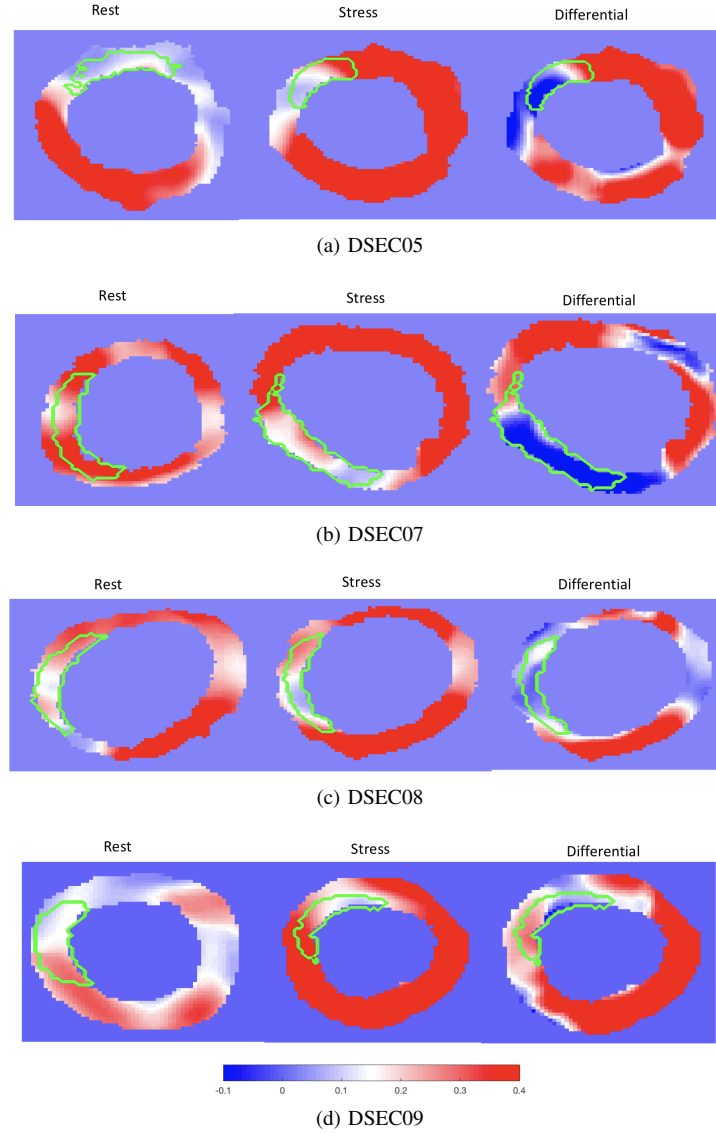 Rest Stress Differential
(a) DSEC05
Rest Stress Differential
(b) DSEC07
Rest Stress Differential
(c) DSEC08
Rest Stress Differential
-0.1 0 0.1 0.2 0.3 0.4
(d) DSEC09